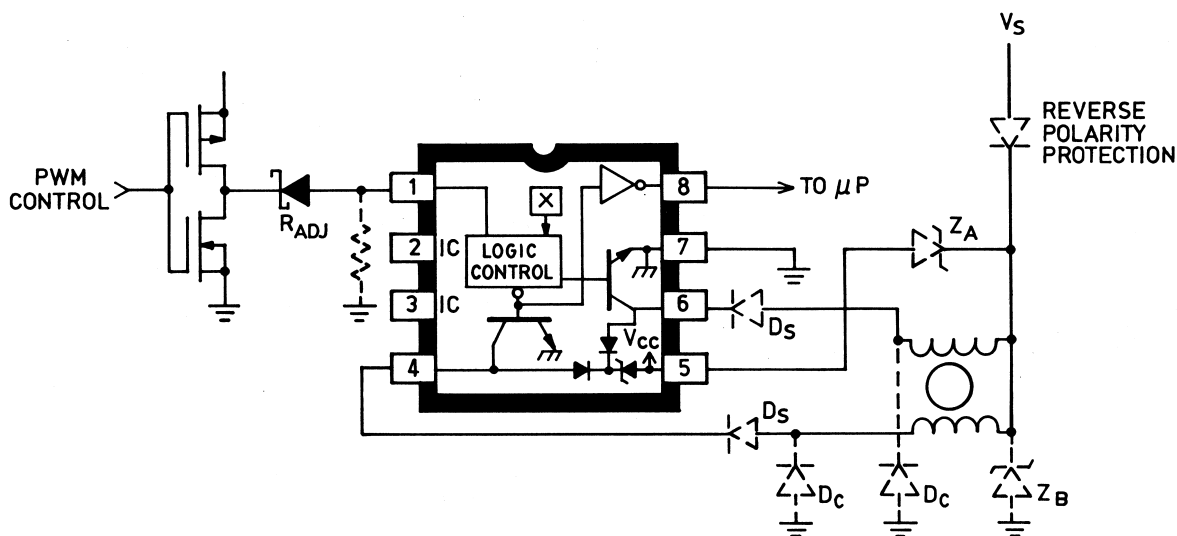 VS
REVERSE
POLARITY
PROTECTION
PWM
CONTROL
RADJ
1
8
TO µP
X
2
IC
LOGIC
CONTROL
7
ZA
3
IC
6
DS
VCC
4
5
DS
DC
DC
ZB